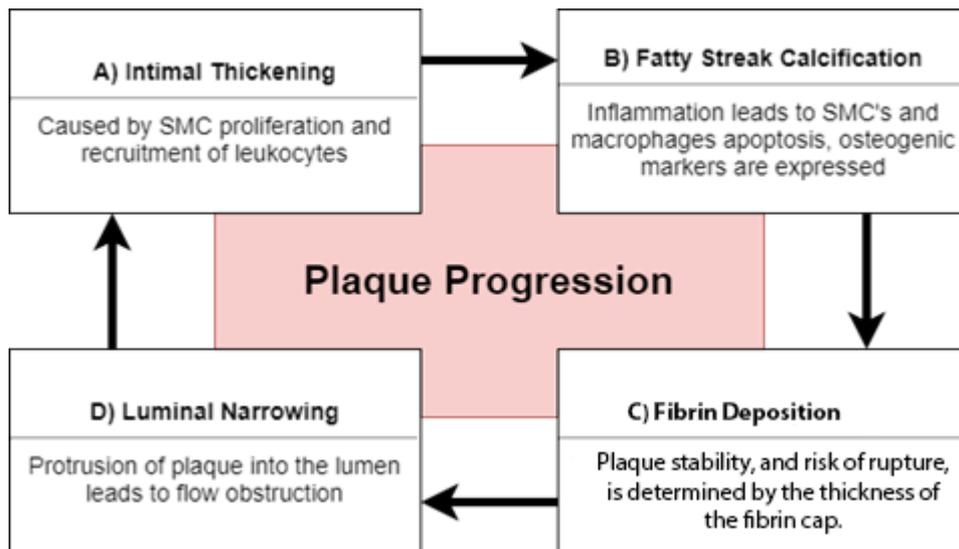 A) Intimal Thickening
Caused by SMC proliferation and
recruitment of leukocytes
B) Fatty Streak Calcification
Inflammation leads to SMC's and
macrophages apoptosis, osteogenic
markers are expressed
Plaque Progression
D) Luminal Narrowing
Protrusion of plaque into the lumen
leads to flow obstruction
C) Fibrin Deposition
Plaque stability, and risk of rupture,
is determined by the thickness of
the fibrin cap.